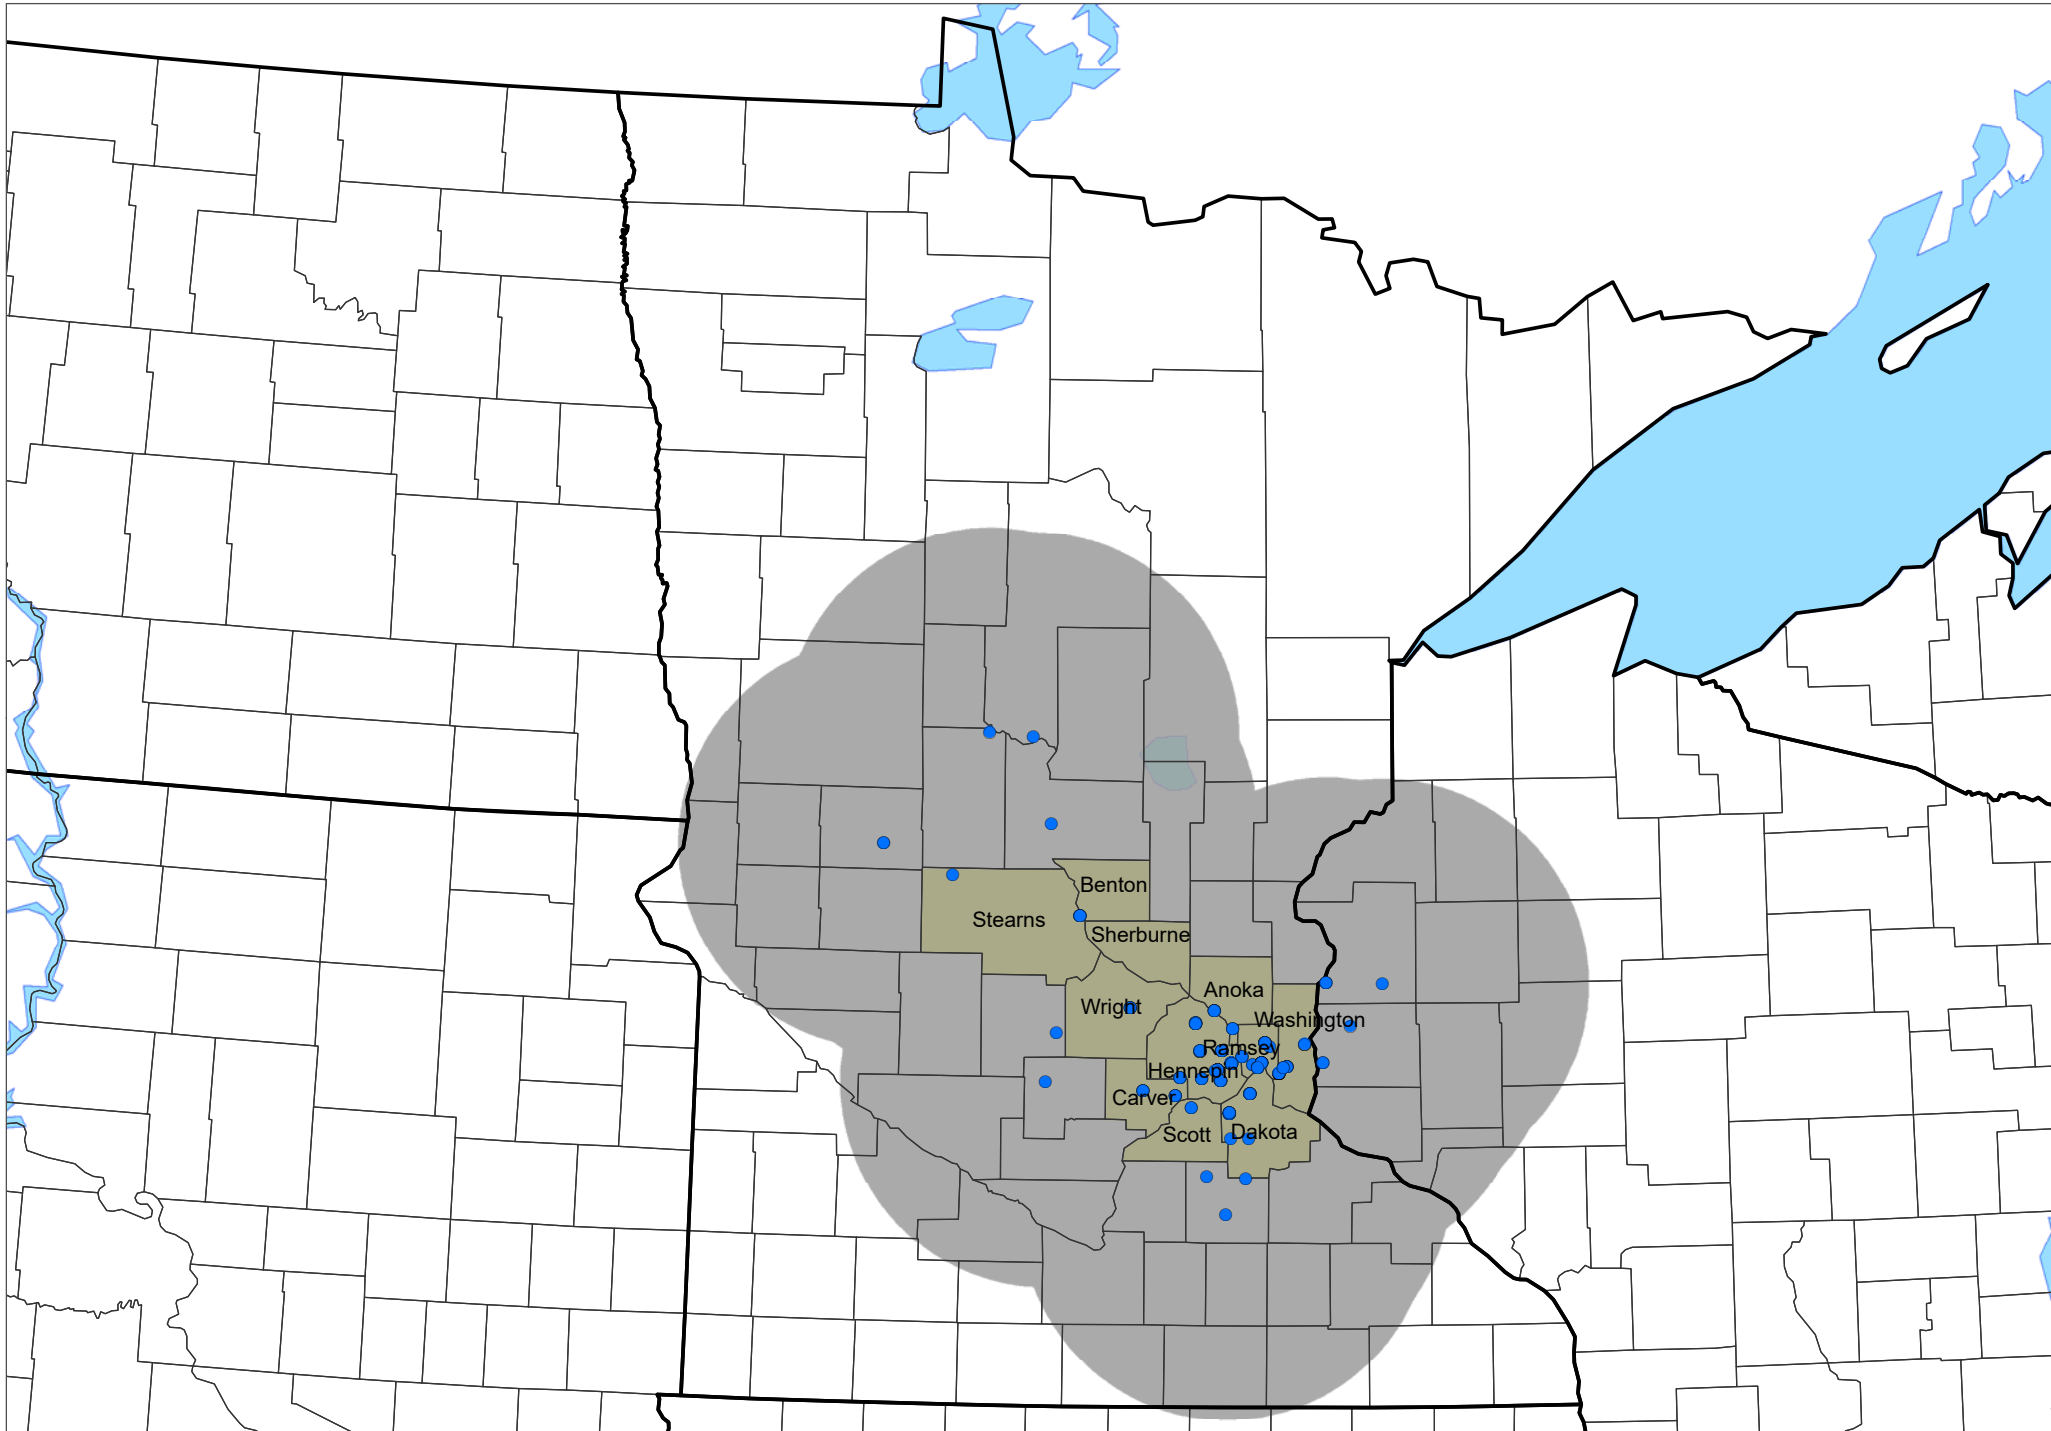 Benton
Stearns
Sherburne
Anoka
Wright
Washington
Ramsey
Hennepin
Carver
Scott
Dakota